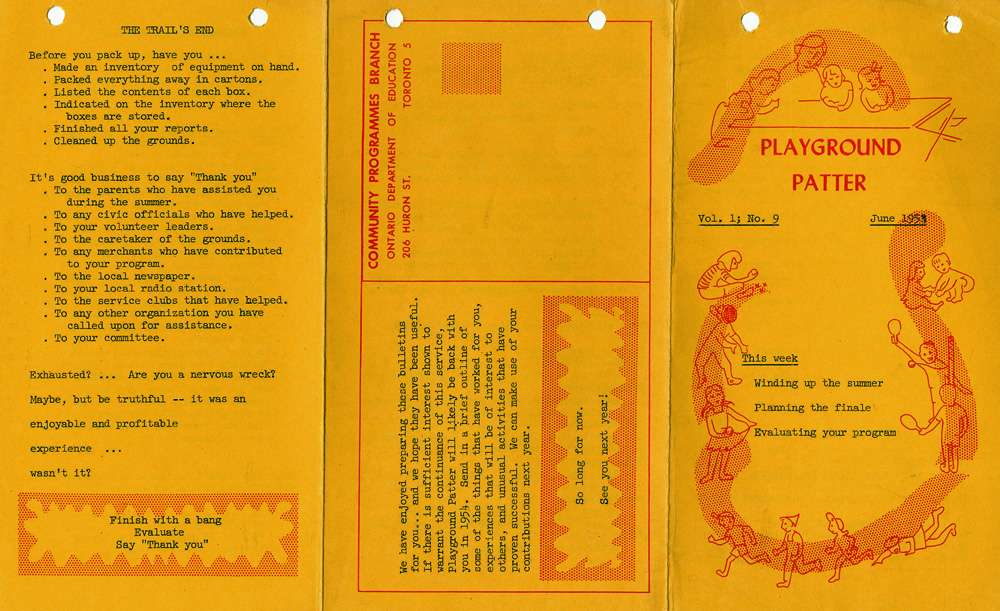 THE TRAIL'S END
Before you pack up, have you ...
. Made an inventory of equipment on hand.
. Packed everything away in cartons.
. Listed the contents of each box.
. Indicated on the inventory where the
boxes are stored.
. Finished all your reports.
. Cleaned up the grounds.
It's good business to say "Thank you"
. To the parents who have assisted you
during the summer.
. To any civic officials who have helped.
. To your volunteer leaders.
. To the caretaker of the grounds.
. To any merchants who have contributed
to your program.
. To the local newspaper.
. To your local radio station.
. To the service clubs that have helped.
. To any other organization you have
called upon for assistance.
. To your committee.
Exhausted? ... Are you a nervous wreck?
Maybe, but be truthful -- it was an
enjoyable and profitable
experience ...
wasn't it?
Finish with a bang
Evaluate
Say "Thank you"
COMMUNITY PROGRAMMES BRANCH
ONTARIO DEPARTMENT OF EDUCATION
206 HURON ST. TORONTO 5
We have enjoyed preparing these bulletins
for you... and we hope they have been useful.
If there is sufficient interest shown to
warrant the continuance of this service,
Playground Patter will likely be back with
you in 1954. Send in a brief outline of
some of the things that have worked for you,
experiences that will be of interest to
others, and unusual activities that have
proven successful. We can make use of your
contributions next year.
So long for now.
See you next year!
PLAYGROUND
PATTER
Vol. 1; No. 9 June 1953
This week
Winding up the summer
Planning the finale
Evaluating your program